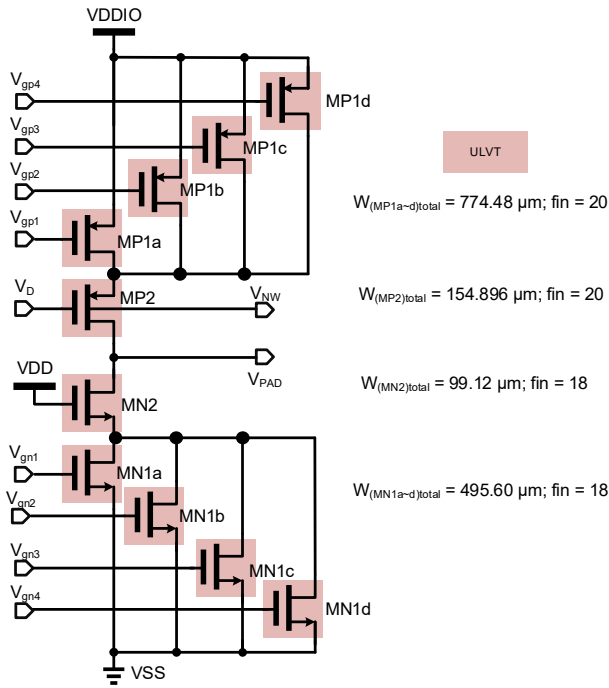 VDDIO
Vgp4
MP1d
Vgp3
MP1c
ULVT
Vgp2
MP1b
W(MP1a~d)total = 774.48 µm; fin = 20
Vgp1
MP1a
VD
MP2
VNW
W(MP2)total = 154.896 µm; fin = 20
VDD
VPAD
W(MN2)total = 99.12 µm; fin = 18
MN2
Vgn1
MN1a
W(MN1a~d)total = 495.60 µm; fin = 18
Vgn2
MN1b
Vgn3
MN1c
Vgn4
MN1d
VSS